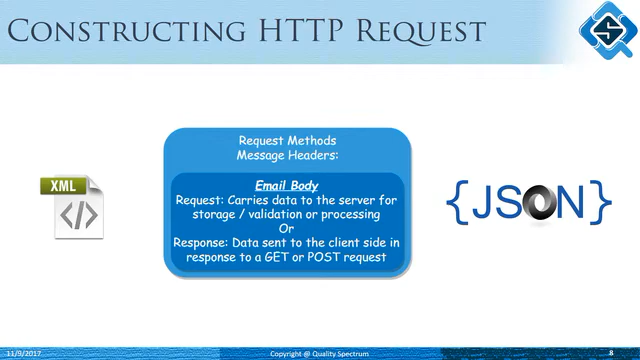 Constructing HTTP Request
S
Request Methods
Message Headers:
XML
</>
Email Body
Request: Carries data to the server for
storage / validation or processing
Or
Response: Data sent to the client side in
response to a GET or POST request
{JSON}
11/9/2017
Copyright @ Quality Spectrum
8